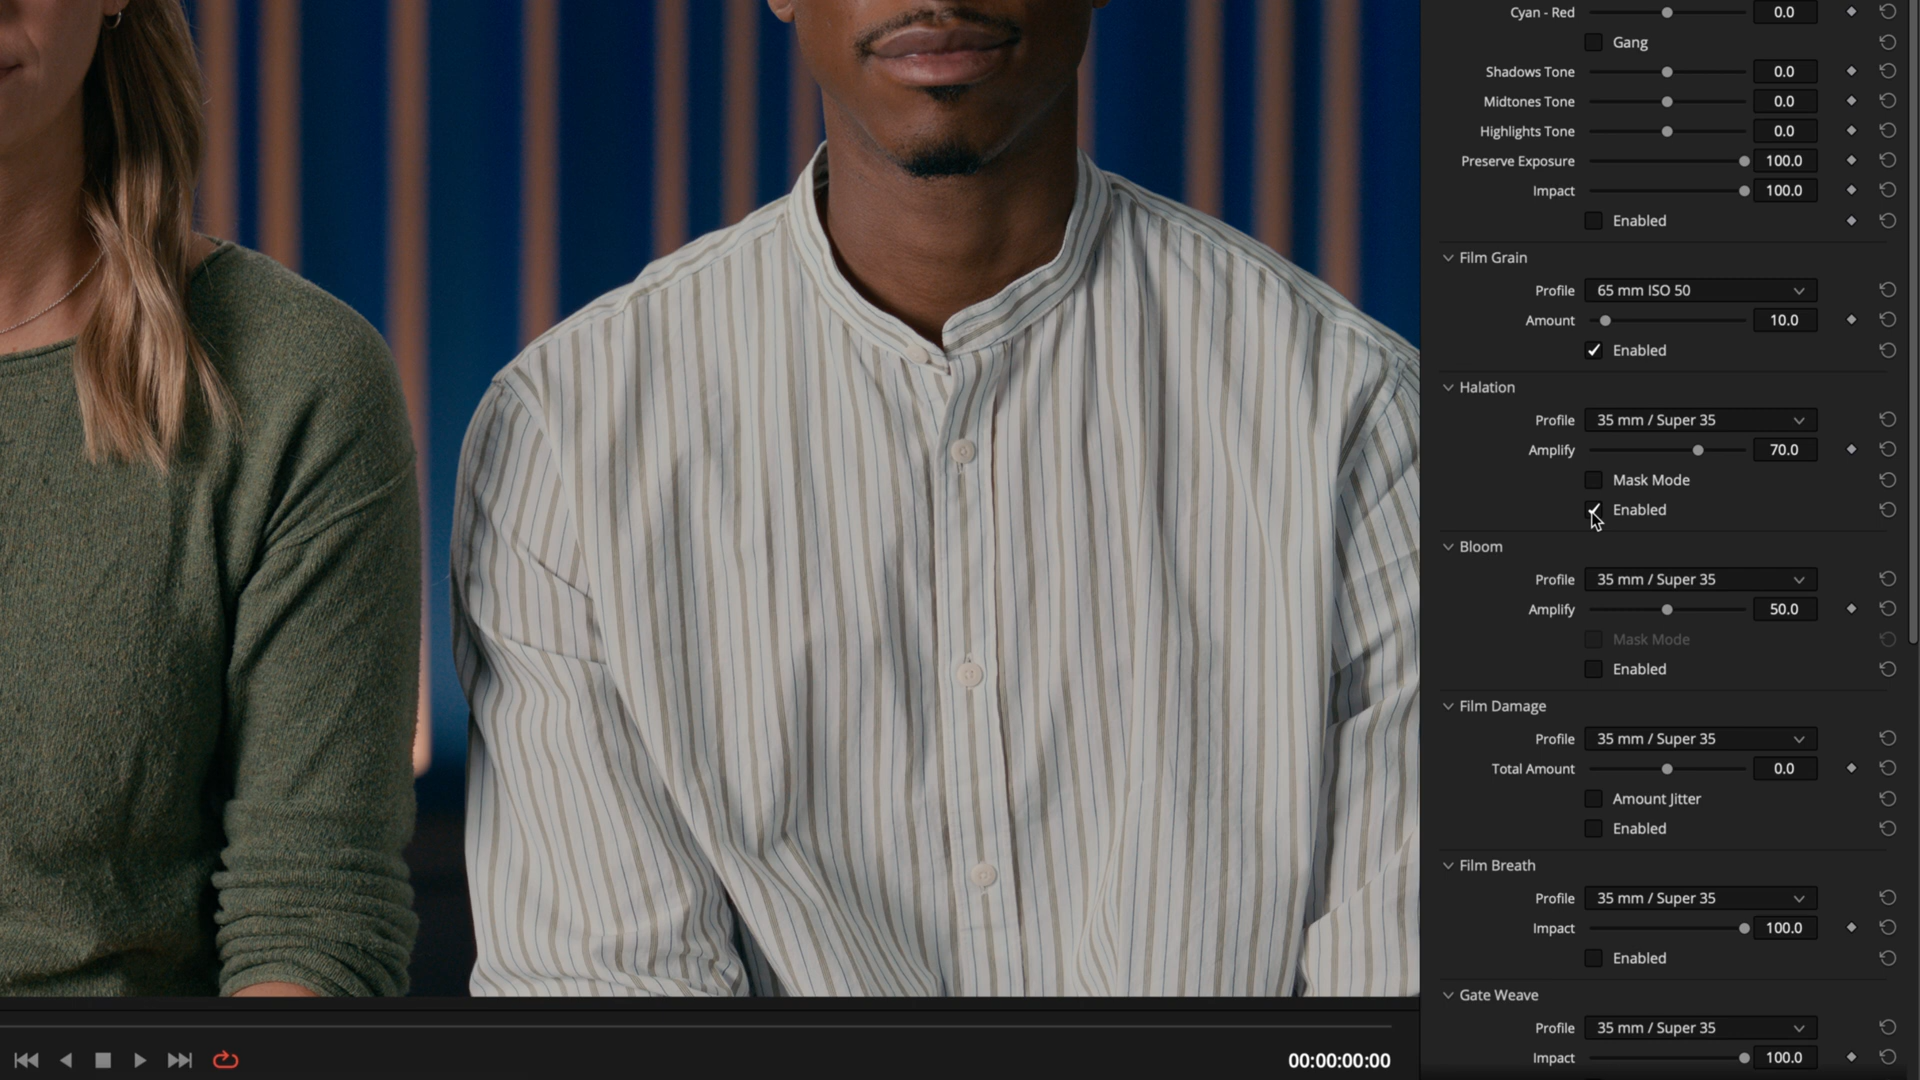 Cyan - Red 0.0
Gang
Shadows Tone 0.0
Midtones Tone 0.0
Highlights Tone 0.0
Preserve Exposure 100.0
Impact 100.0
Enabled
Film Grain
Profile 65 mm ISO 50
Amount 10.0
Enabled
Halation
Profile 35 mm / Super 35
Amplify 70.0
Mask Mode
Enabled
Bloom
Profile 35 mm / Super 35
Amplify 50.0
Mask Mode
Enabled
Film Damage
Profile 35 mm / Super 35
Total Amount 0.0
Amount Jitter
Enabled
Film Breath
Profile 35 mm / Super 35
Impact 100.0
Enabled
Gate Weave
Profile 35 mm / Super 35
Impact 100.0
00:00:00:00